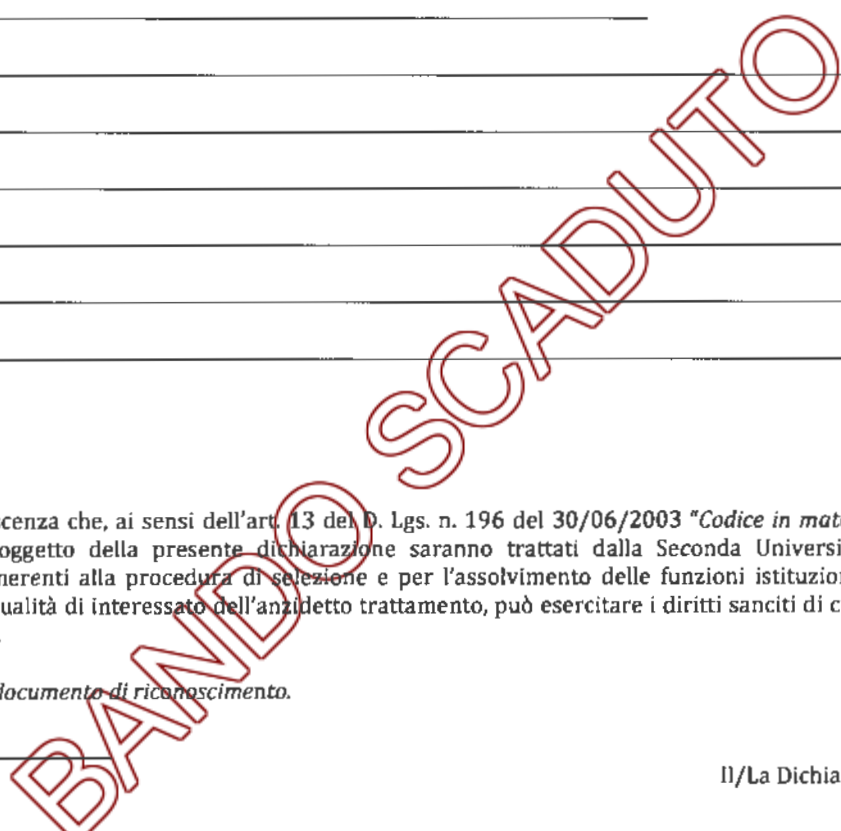 cenza che, ai sensi dell'art. 13 del D. Lgs. n. 196 del 30/06/2003 "Codice in mat
oggetto della presente dichiarazione saranno trattati dalla Seconda Universi
nerenti alla procedura di selezione e per l'assolvimento delle funzioni istituzion
ualità di interessato dell'anzidetto trattamento, può esercitare i diritti sanciti di c
documento di riconoscimento.
Il/La Dichia
BANDO SCADUTO